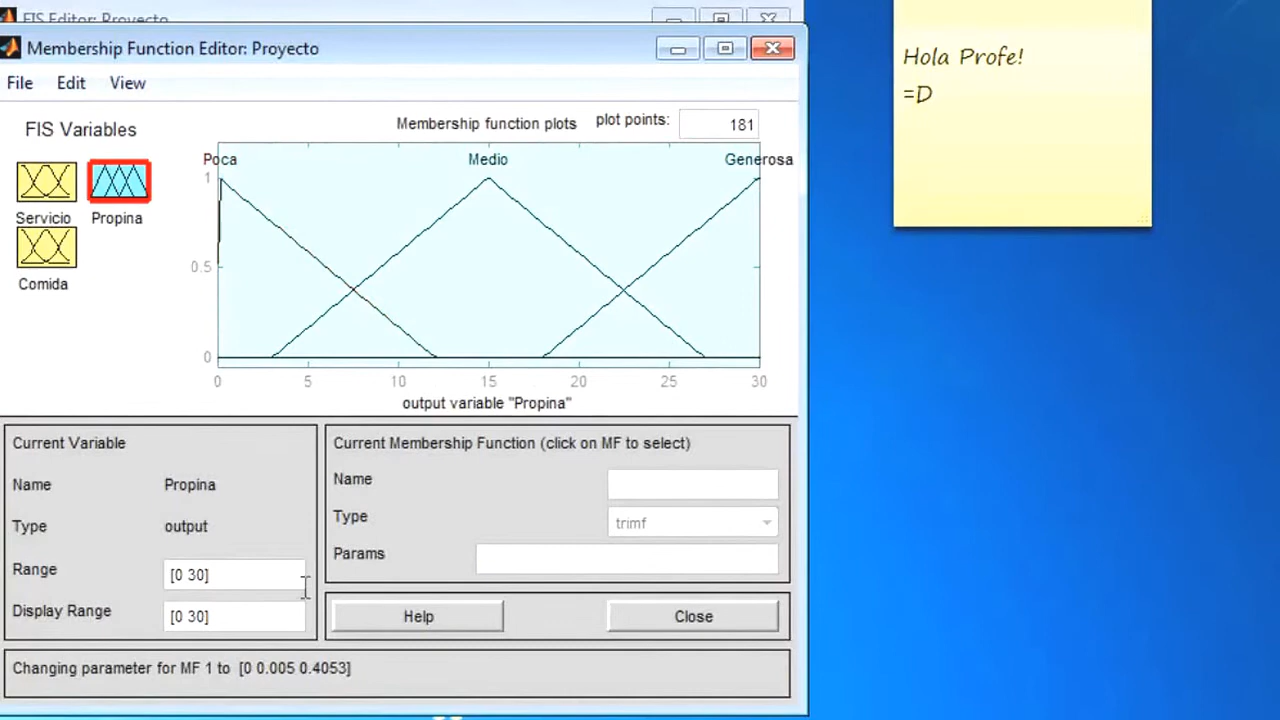 FIS Editor: Proyecto
Membership Function Editor: Proyecto
File Edit View
FIS Variables
Servicio
Propina
Comida
Membership function plots
plot points: 181
Poca Medio Generosa
1
0.5
0
0 5 10 15 20 25 30
output variable "Propina"
Current Variable
Name Propina
Type output
Range [0 30]
Display Range [0 30]
Current Membership Function (click on MF to select)
Name
Type trimf
Params
Help Close
Changing parameter for MF 1 to [0 0.005 0.4053]
Hola Profe!
=D